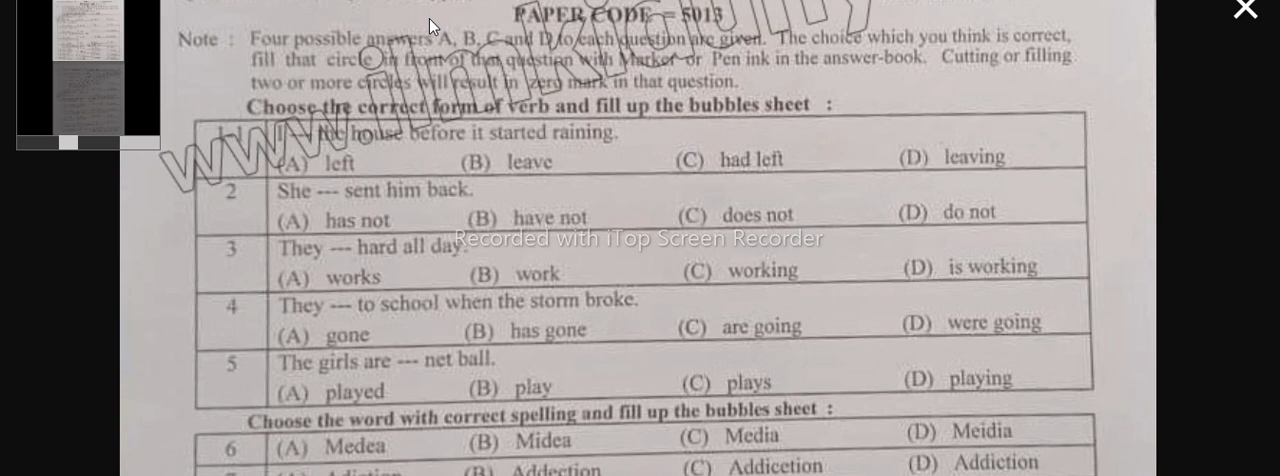 PAPER CODE = 5013
Note : Four possible answers A, B, C and D to each question are given. The choice which you think is correct,
fill that circle in front of that question with Marker or Pen ink in the answer-book. Cutting or filling
two or more circles will result in zero mark in that question.
Choose the correct form of verb and fill up the bubbles sheet :
1 I --- the house before it started raining.
(A) left (B) leave (C) had left (D) leaving
2 She --- sent him back.
(A) has not (B) have not (C) does not (D) do not
3 They --- hard all day.
Recorded with iTop Screen Recorder
(A) works (B) work (C) working (D) is working
4 They --- to school when the storm broke.
(A) gone (B) has gone (C) are going (D) were going
5 The girls are --- net ball.
(A) played (B) play (C) plays (D) playing
Choose the word with correct spelling and fill up the bubbles sheet :
6 (A) Medea (B) Midea (C) Media (D) Meidia
(B) Addection (C) Addicetion (D) Addiction